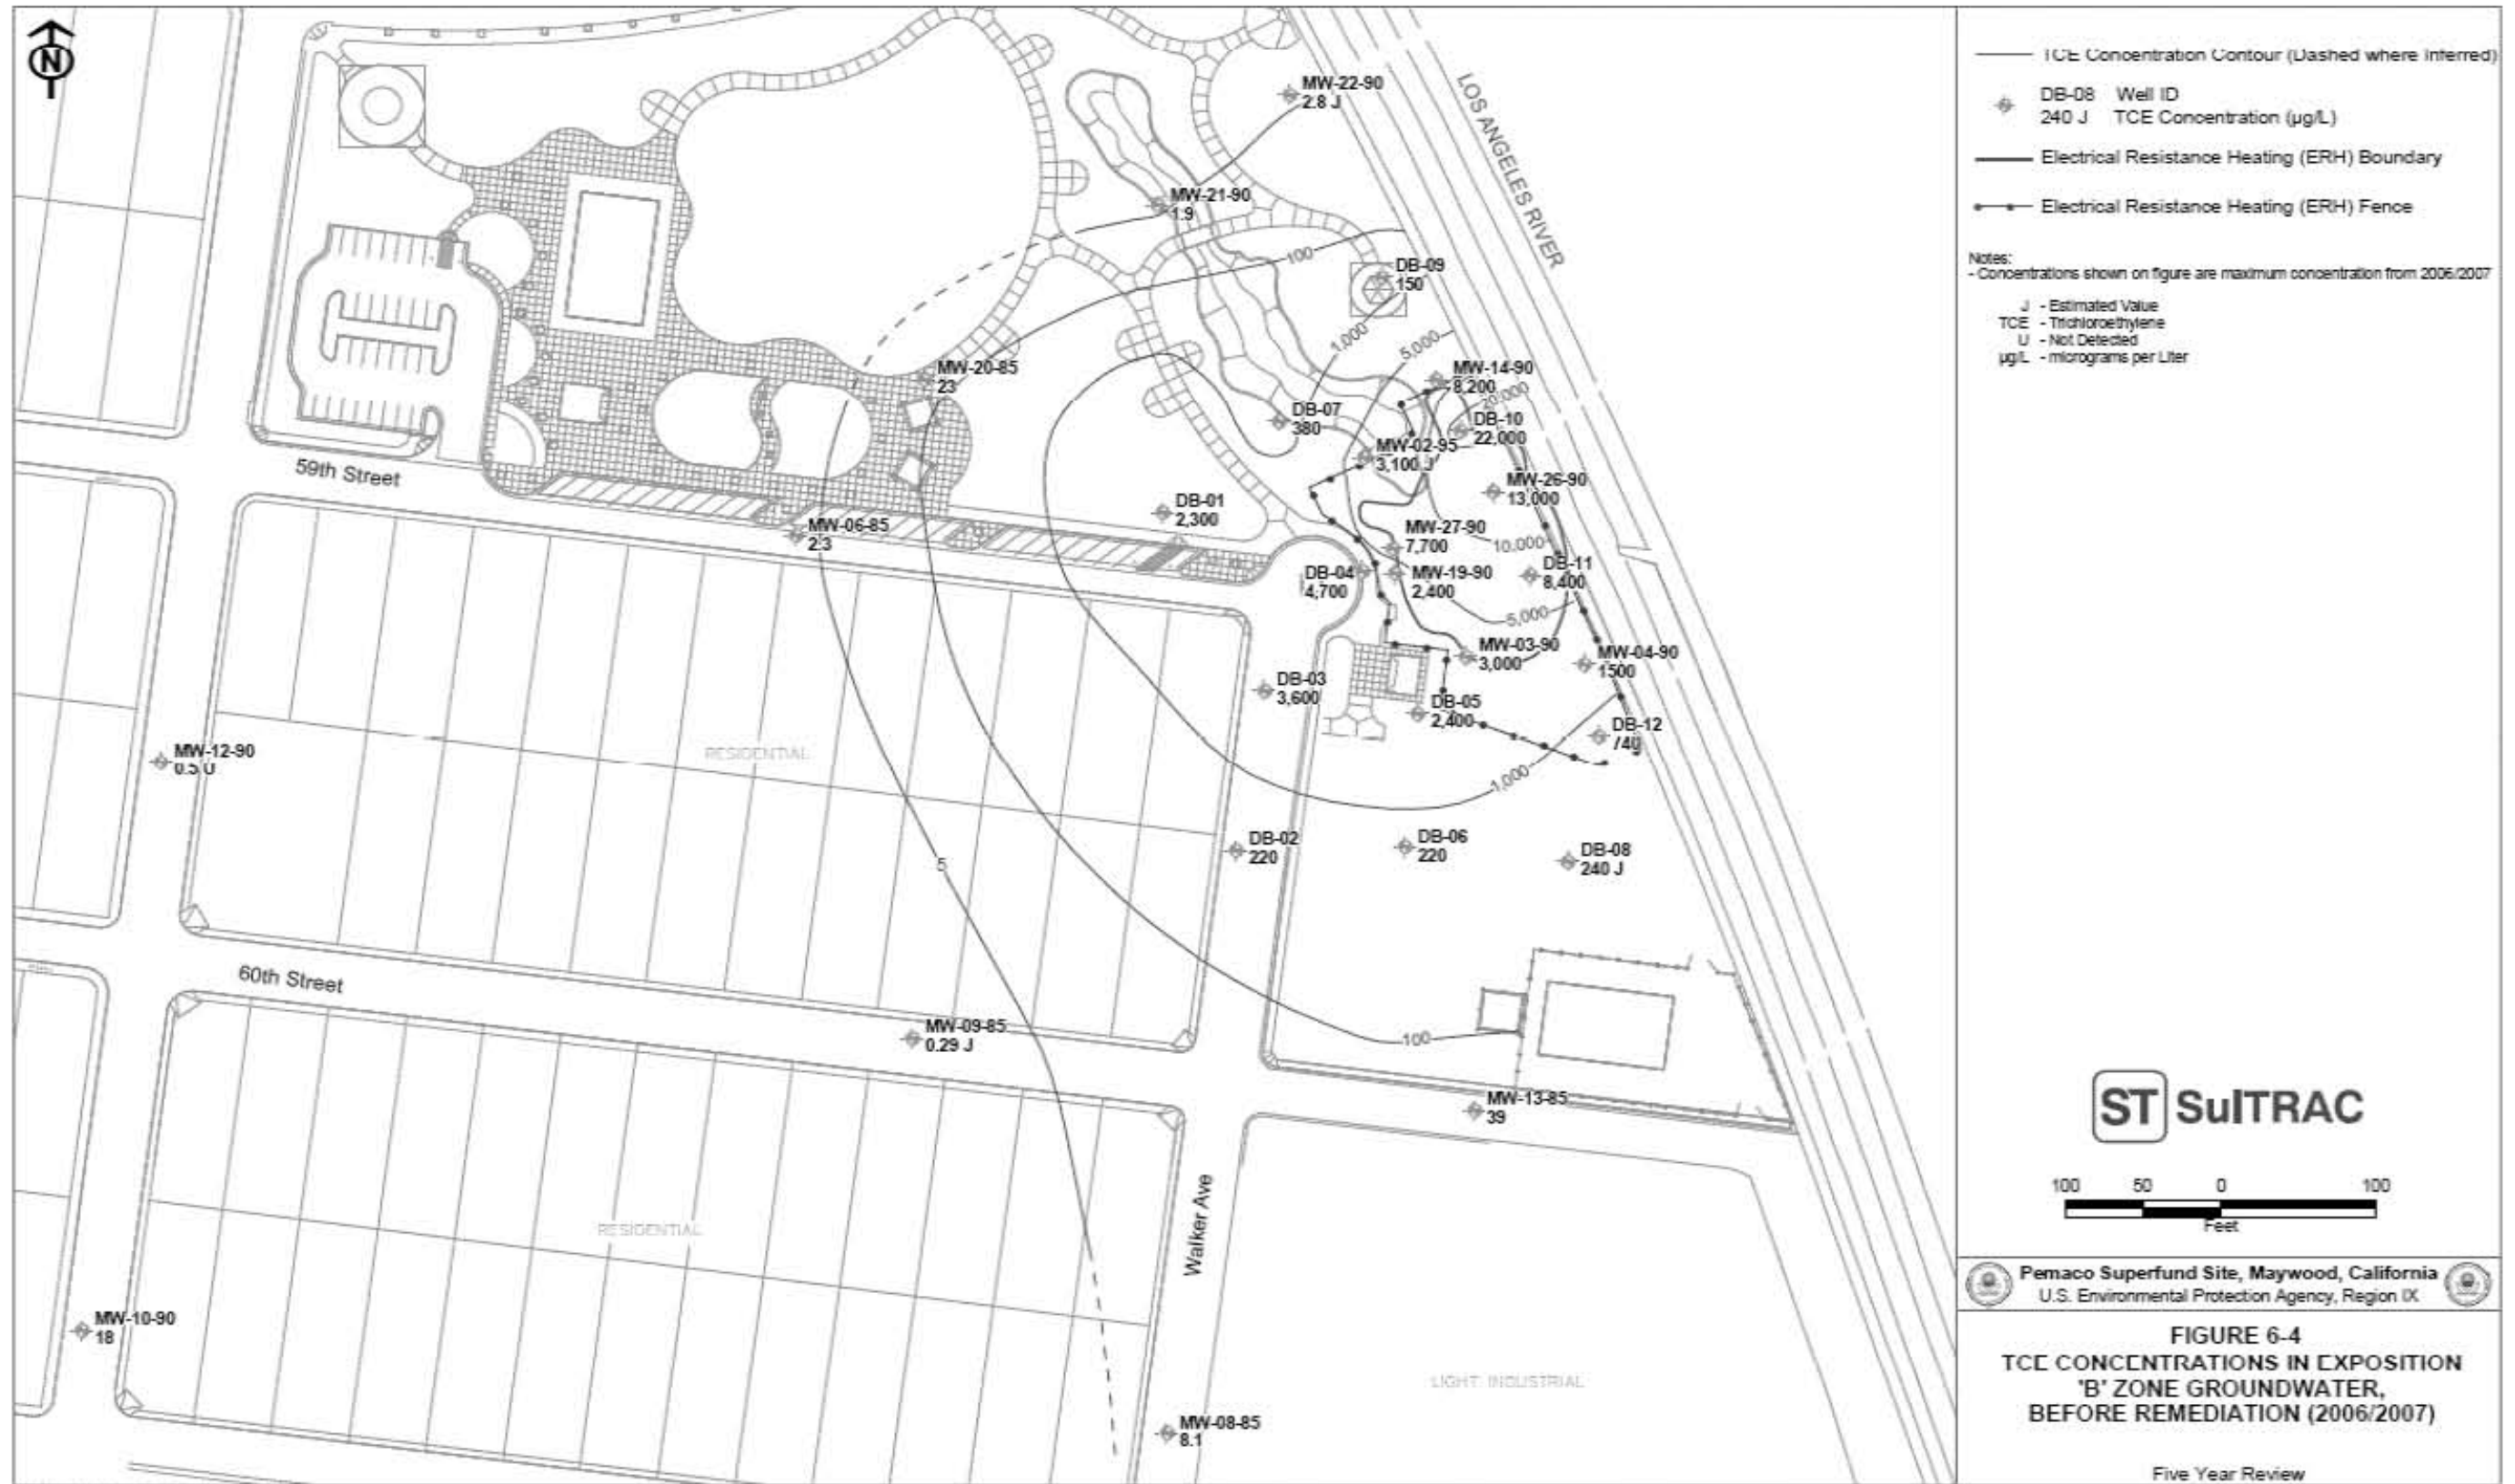 N
LOS ANGELES RIVER
MW-22-90
2.8 J
MW-21-90
1.9
100
DB-09
150
1,000
5,000
MW-20-85
23
MW-14-90
8,200
20,000
DB-07
380
DB-10
22,000
MW-02-95
3,100 J
59th Street
MW-26-90
13,000
DB-01
2,300
MW-06-85
2.3
MW-27-90
7,700
10,000
DB-04
4,700
MW-19-90
2,400
DB-11
8,400
5,000
MW-03-90
3,000
MW-04-90
1500
DB-03
3,600
DB-05
2,400
DB-12
740
MW-12-90
0.5 U
RESIDENTIAL
1,000
DB-02
220
DB-06
220
DB-08
240 J
5
60th Street
MW-09-85
0.29 J
100
MW-13-85
39
Walker Ave
RESIDENTIAL
MW-10-90
18
LIGHT INDUSTRIAL
MW-08-85
8.1
TCE Concentration Contour (Dashed where Inferred)
DB-08 Well ID
240 J TCE Concentration (µg/L)
Electrical Resistance Heating (ERH) Boundary
Electrical Resistance Heating (ERH) Fence
Notes:
- Concentrations shown on figure are maximum concentration from 2006/2007
J - Estimated Value
TCE - Trichloroethylene
U - Not Detected
µg/L - micrograms per Liter
ST SulTRAC
100 50 0 100
Feet
Pemaco Superfund Site, Maywood, California
U.S. Environmental Protection Agency, Region IX
FIGURE 6-4
TCE CONCENTRATIONS IN EXPOSITION
'B' ZONE GROUNDWATER,
BEFORE REMEDIATION (2006/2007)
Five Year Review